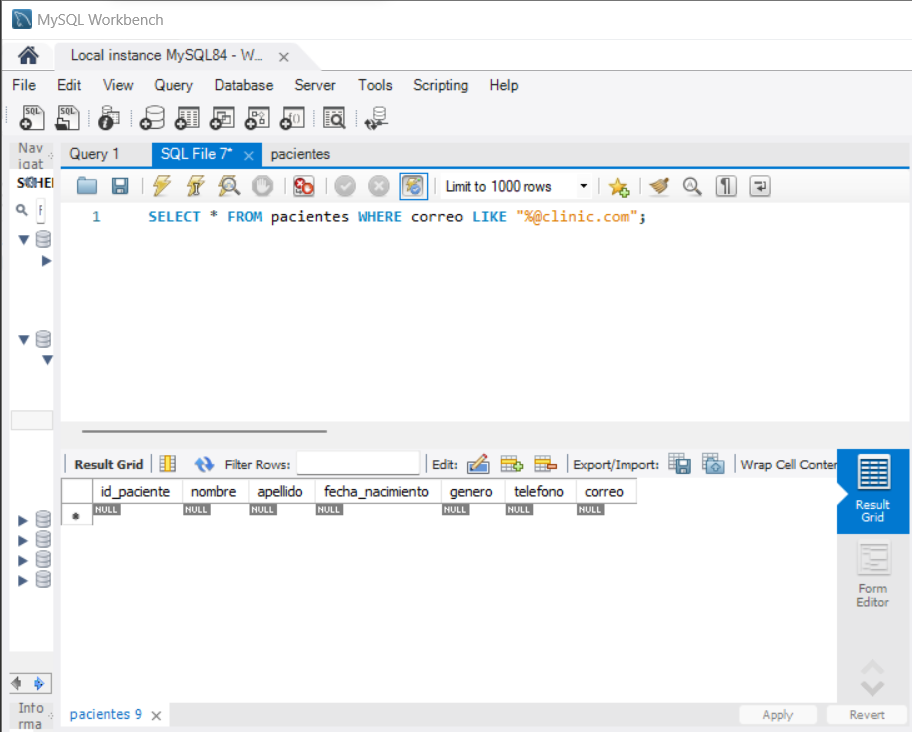 MySQL Workbench
Local instance MySQL84 - W...
File Edit View Query Database Server Tools Scripting Help
Nav
igat
Query 1 SQL File 7* pacientes
Limit to 1000 rows
1 SELECT * FROM pacientes WHERE correo LIKE "%@clinic.com";
Result Grid Filter Rows: Edit: Export/Import: Wrap Cell Conter
id_paciente nombre apellido fecha_nacimiento genero telefono correo
* NULL NULL NULL NULL NULL NULL NULL
Result
Grid
Form
Editor
Info
rma
pacientes 9 Apply Revert